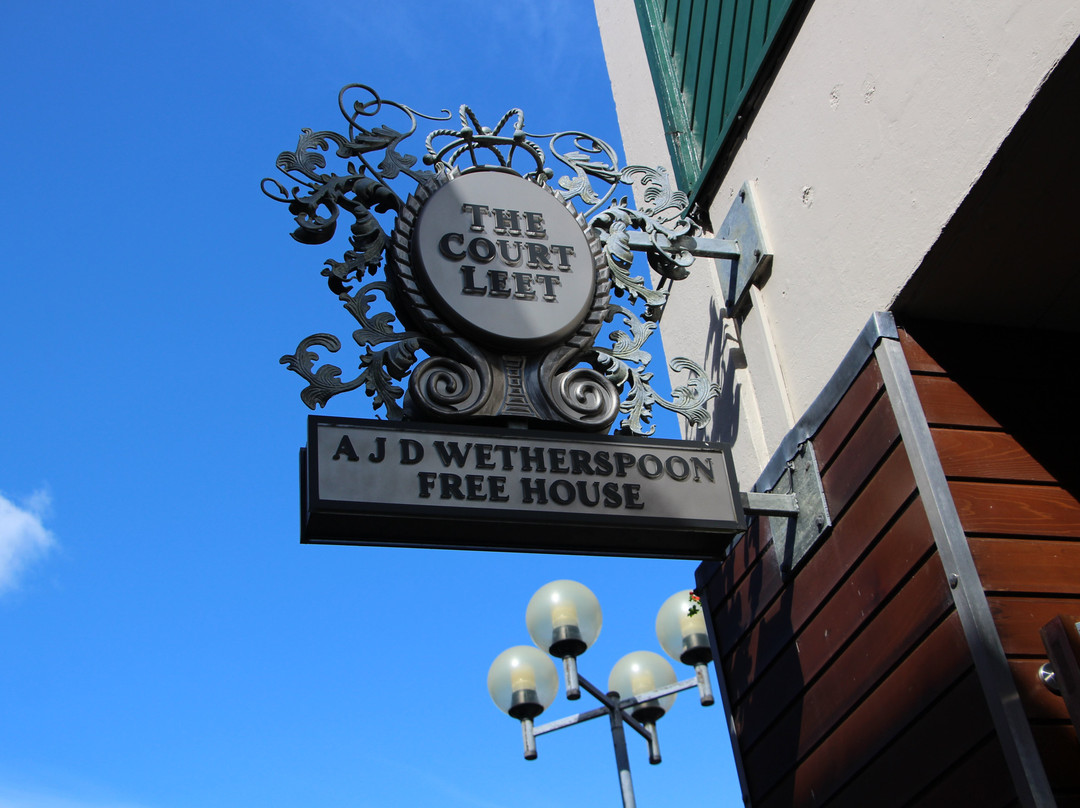 THE
COURT
LEET
A J D WETHERSPOON
FREE HOUSE